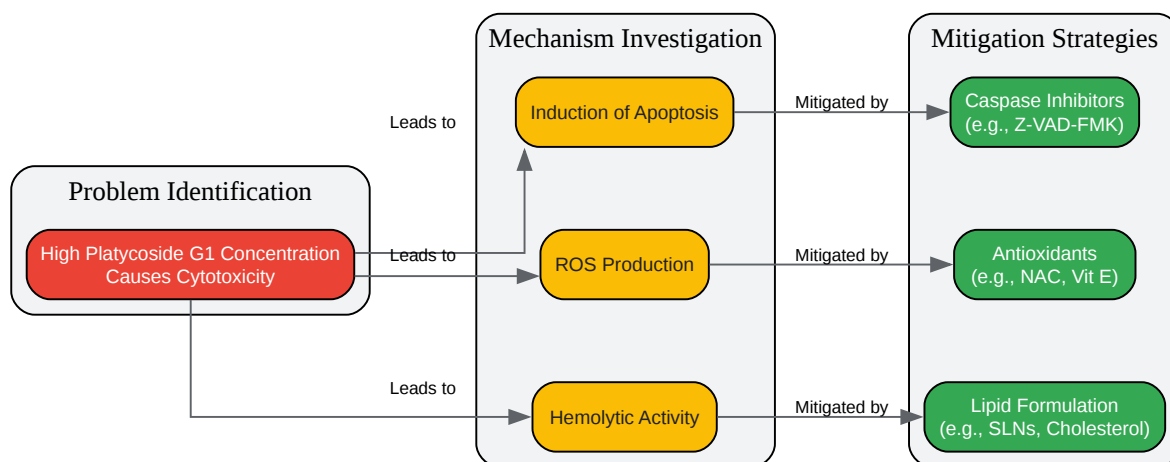 Problem Identification
High Platycoside G1 Concentration
Causes Cytotoxicity
Leads to
Leads to
Leads to
Mechanism Investigation
Induction of Apoptosis
ROS Production
Hemolytic Activity
Mitigated by
Mitigated by
Mitigated by
Mitigation Strategies
Caspase Inhibitors
(e.g., Z-VAD-FMK)
Antioxidants
(e.g., NAC, Vit E)
Lipid Formulation
(e.g., SLNs, Cholesterol)